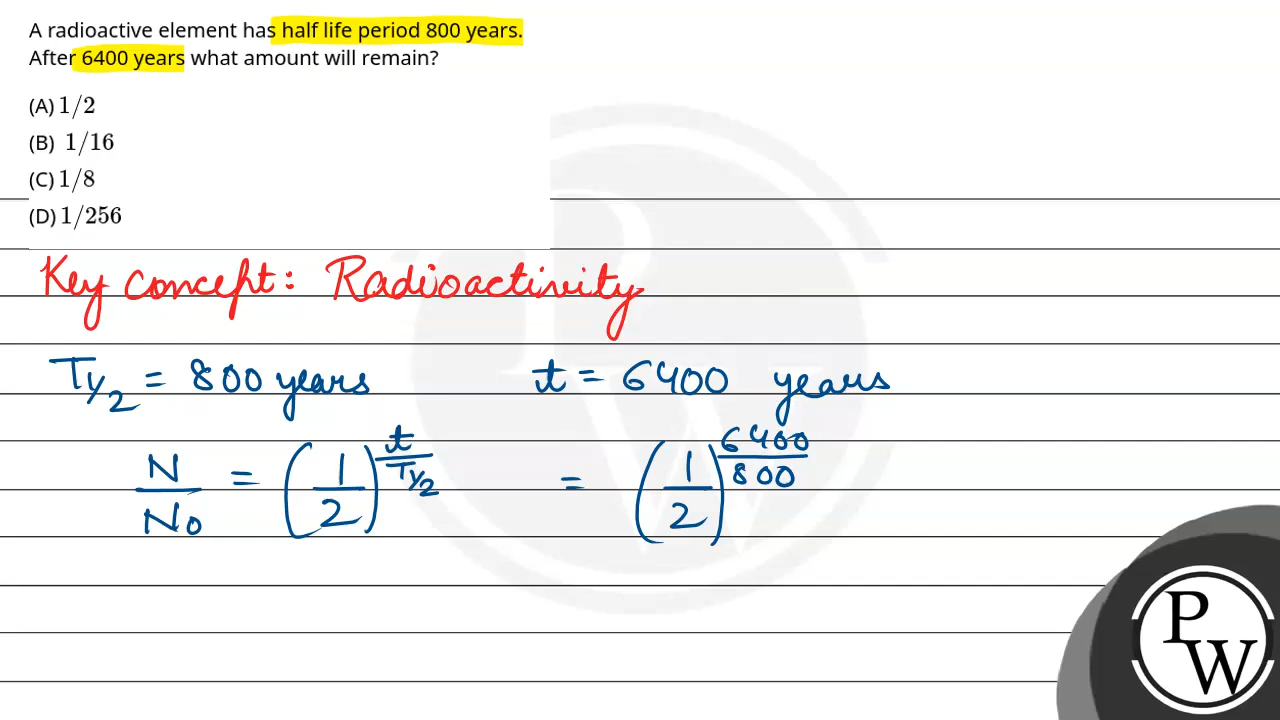 A radioactive element has half life period 800 years.
After 6400 years what amount will remain?
(A) 1/2
(B) 1/16
(C) 1/8
(D) 1/256
Key concept: Radioactivity
T1/2 = 800 years t = 6400 years
N/No = (1/2)^(t/T1/2) = (1/2)^(6400/800)
PW